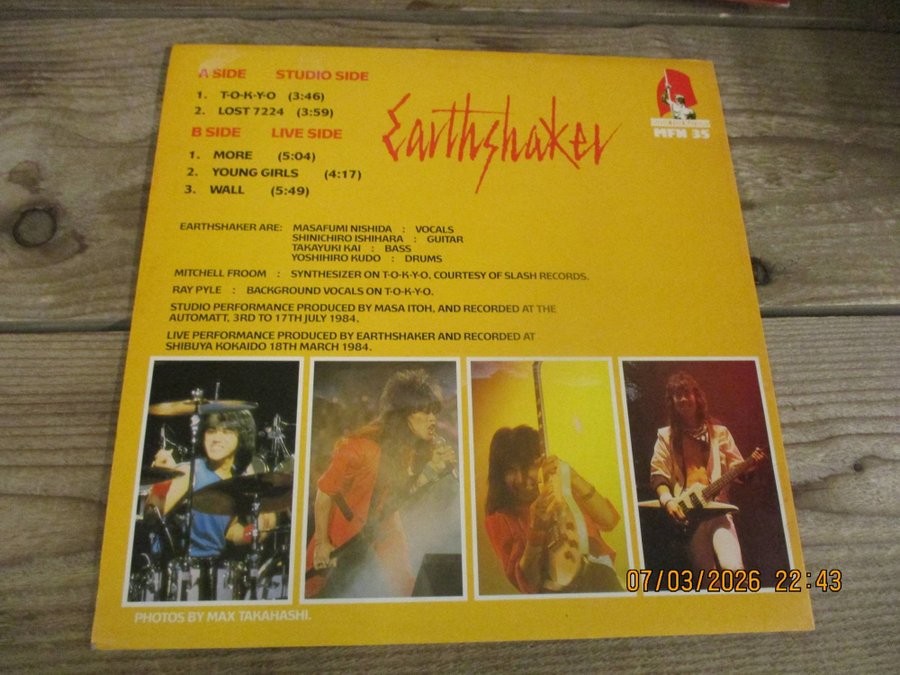 A SIDE STUDIO SIDE
1. T-O-K-Y-O (3:46)
2. LOST 7224 (3:59)
B SIDE LIVE SIDE
1. MORE (5:04)
2. YOUNG GIRLS (4:17)
3. WALL (5:49)
Earthshaker
MFN 35
EARTHSHAKER ARE: MASAFUMI NISHIDA : VOCALS
SHINICHIRO ISHIHARA : GUITAR
TAKAYUKI KAI : BASS
YOSHIHIRO KUDO : DRUMS
MITCHELL FROOM : SYNTHESIZER ON T-O-K-Y-O, COURTESY OF SLASH RECORDS.
RAY PYLE : BACKGROUND VOCALS ON T-O-K-Y-O.
STUDIO PERFORMANCE PRODUCED BY MASA ITOH, AND RECORDED AT THE
AUTOMATT, 3RD TO 17TH JULY 1984.
LIVE PERFORMANCE PRODUCED BY EARTHSHAKER AND RECORDED AT
SHIBUYA KOKAIDO 18TH MARCH 1984.
PHOTOS BY MAX TAKAHASHI.
07/03/2026 22:43